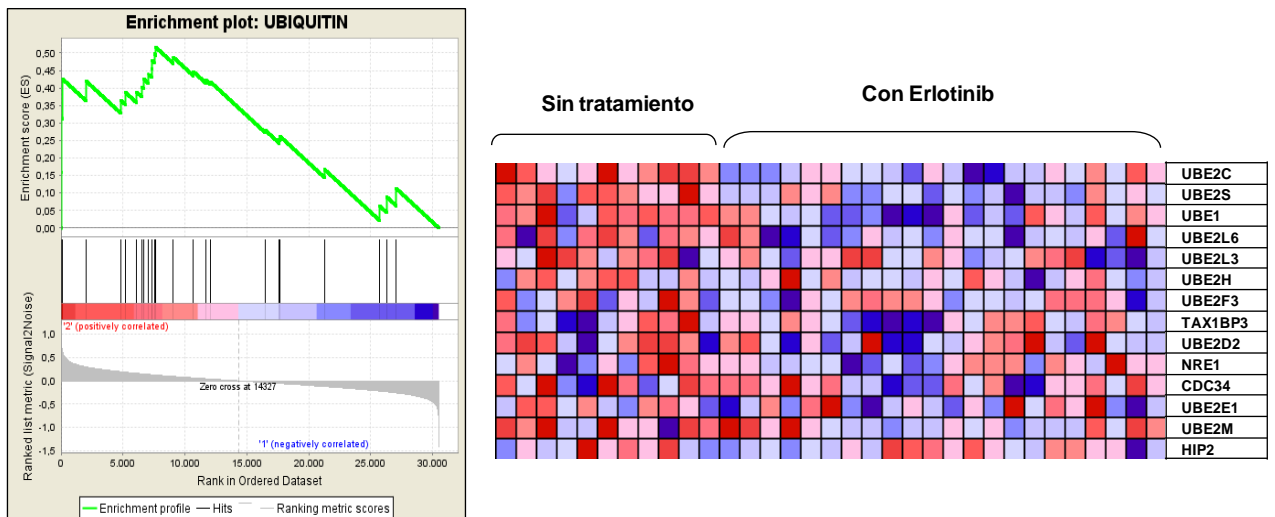 Enrichment plot: UBIQUITIN
Enrichment score (ES)
0,50
0,45
0,40
0,35
0,30
0,25
0,20
0,15
0,10
0,05
0,00
'2' (positively correlated)
Ranked list metric (Signal2Noise)
1,0
0,5
0,0
-0,5
-1,0
-1,5
Zero cross at 14327
'1' (negatively correlated)
0 5.000 10.000 15.000 20.000 25.000 30.000
Rank in Ordered Dataset
Enrichment profile Hits Ranking metric scores
Sin tratamiento
Con Erlotinib
UBE2C
UBE2S
UBE1
UBE2L6
UBE2L3
UBE2H
UBE2F3
TAX1BP3
UBE2D2
NRE1
CDC34
UBE2E1
UBE2M
HIP2